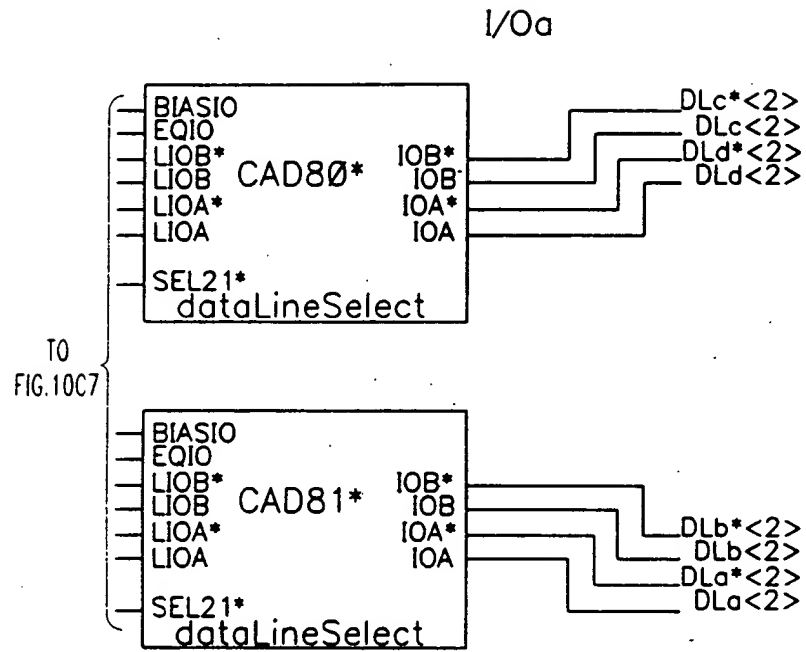 I/Oa
BIASIO
EQIO
LIOB*
LIOB
LIOA*
LIOA
SEL21*
CAD80*
IOB*
IOB
IOA*
IOA
dataLineSelect
DLc*<2>
DLc<2>
DLd*<2>
DLd<2>
TO
FIG.10C7
BIASIO
EQIO
LIOB*
LIOB
LIOA*
LIOA
SEL21*
CAD81*
IOB*
IOB
IOA*
IOA
dataLineSelect
DLb*<2>
DLb<2>
DLa*<2>
DLa<2>